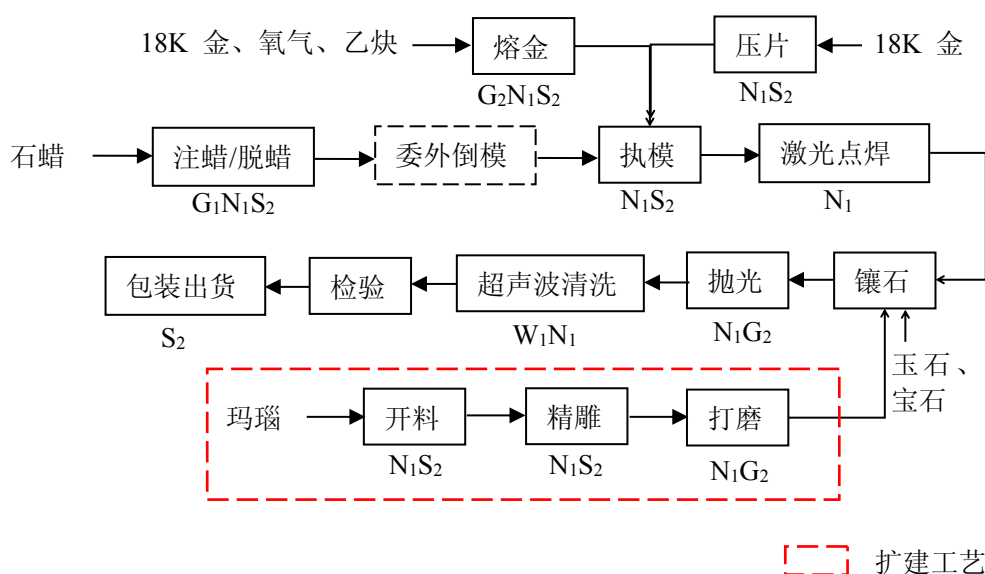 18K 金、氧气、乙炔 熔金 压片 18K 金
G₂N₁S₂ N₁S₂
石蜡 注蜡/脱蜡 委外倒模 执模 激光点焊
G₁N₁S₂ N₁S₂ N₁
包装出货 检验 超声波清洗 抛光 镶石
S₂ W₁N₁ N₁G₂
玉石、
宝石
玛瑙 开料 精雕 打磨
N₁S₂ N₁S₂ N₁G₂
扩建工艺